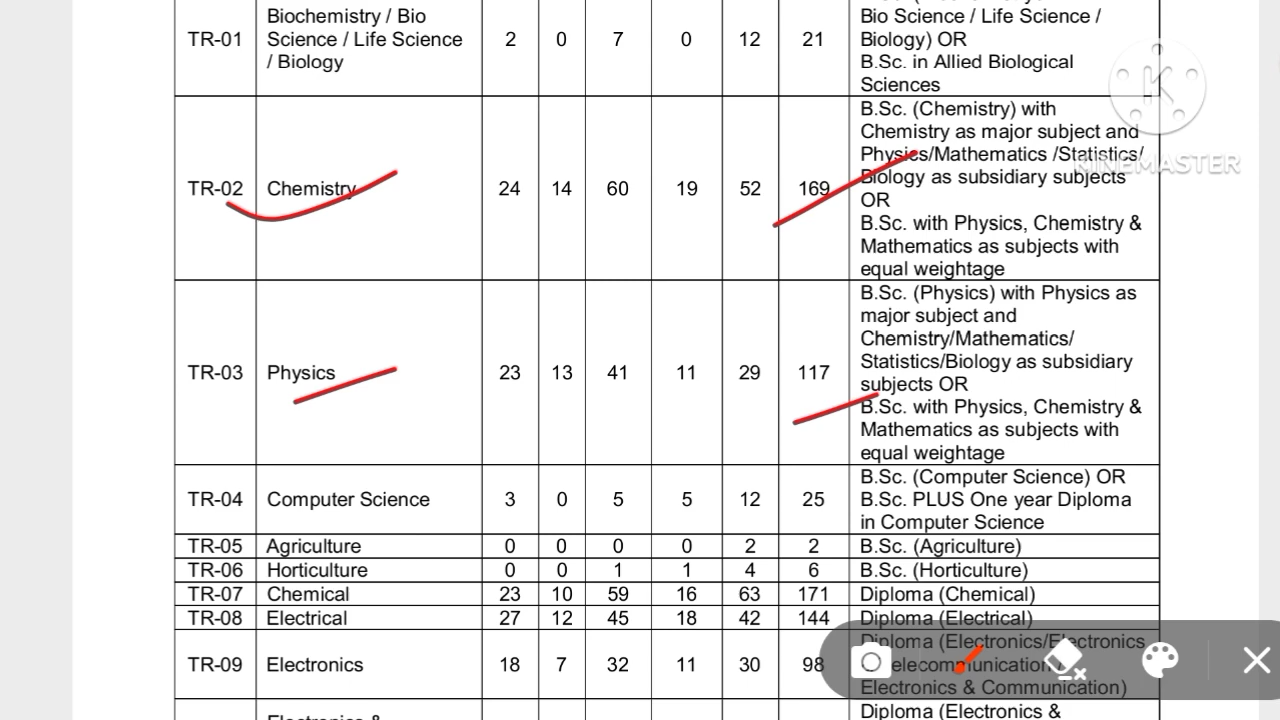 Bio Science / Life Science /
Biology) OR
B.Sc. in Allied Biological
Sciences
TR-01
Biochemistry / Bio
Science / Life Science
/ Biology
2 0 7 0 12 21
B.Sc. (Chemistry) with
Chemistry as major subject and
Physics/Mathematics /Statistics/
Biology as subsidiary subjects
OR
B.Sc. with Physics, Chemistry &
Mathematics as subjects with
equal weightage
TR-02 Chemistry 24 14 60 19 52 169
B.Sc. (Physics) with Physics as
major subject and
Chemistry/Mathematics/
Statistics/Biology as subsidiary
subjects OR
B.Sc. with Physics, Chemistry &
Mathematics as subjects with
equal weightage
TR-03 Physics 23 13 41 11 29 117
B.Sc. (Computer Science) OR
B.Sc. PLUS One year Diploma
in Computer Science
TR-04 Computer Science 3 0 5 5 12 25
TR-05 Agriculture 0 0 0 0 2 2 B.Sc. (Agriculture)
TR-06 Horticulture 0 0 1 1 4 6 B.Sc. (Horticulture)
TR-07 Chemical 23 10 59 16 63 171 Diploma (Chemical)
TR-08 Electrical 27 12 45 18 42 144 Diploma (Electrical)
TR-09 Electronics 18 7 32 11 30 98
Diploma (Electronics/Electronics
Electronics & Communication)
Electronics &
Diploma (Electronics &
KINEMASTER